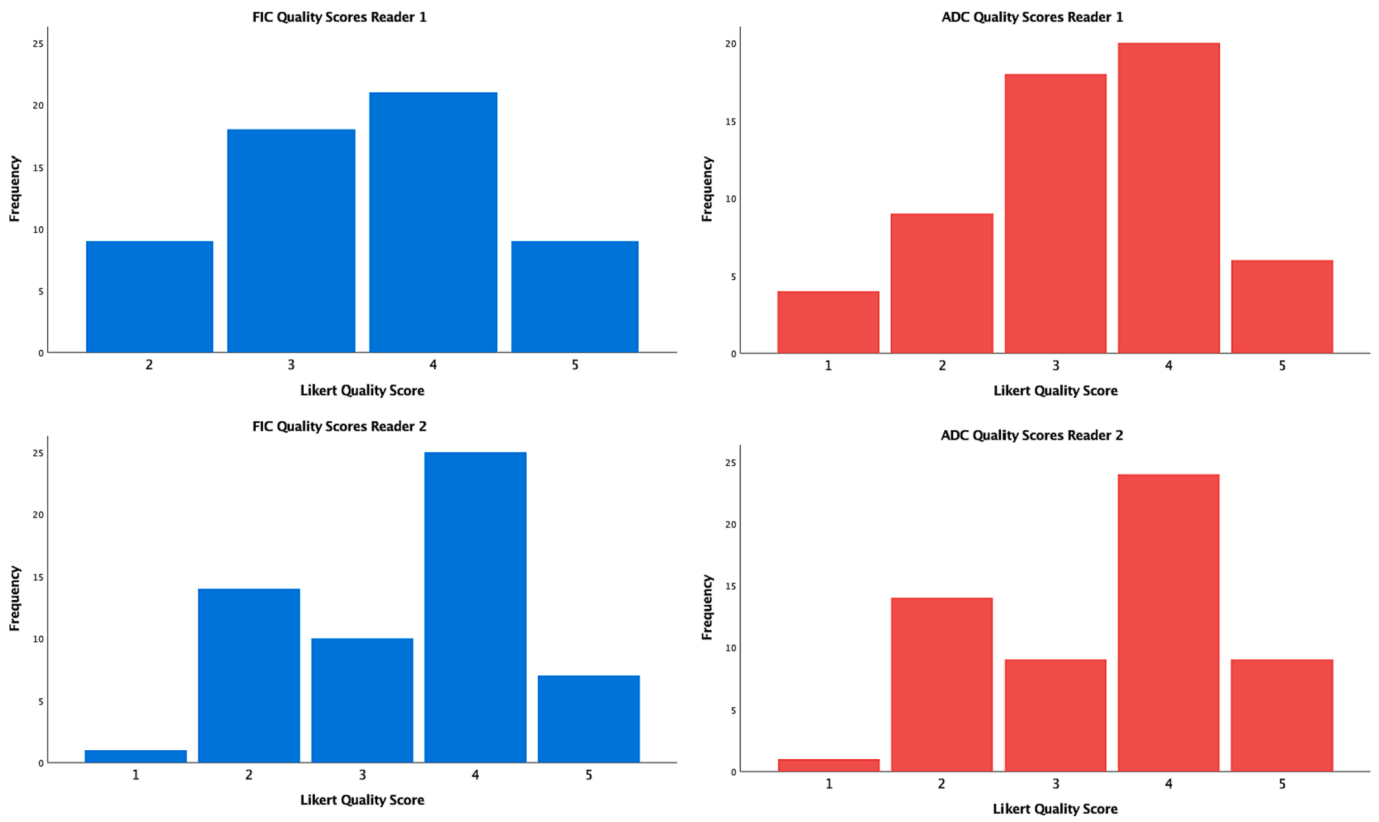 FIC Quality Scores Reader 1
25
20
15
10
5
0
Frequency
2 3 4 5
Likert Quality Score
ADC Quality Scores Reader 1
20
15
10
5
0
Frequency
1 2 3 4 5
Likert Quality Score
FIC Quality Scores Reader 2
25
20
15
10
5
0
Frequency
1 2 3 4 5
Likert Quality Score
ADC Quality Scores Reader 2
25
20
15
10
5
0
Frequency
1 2 3 4 5
Likert Quality Score